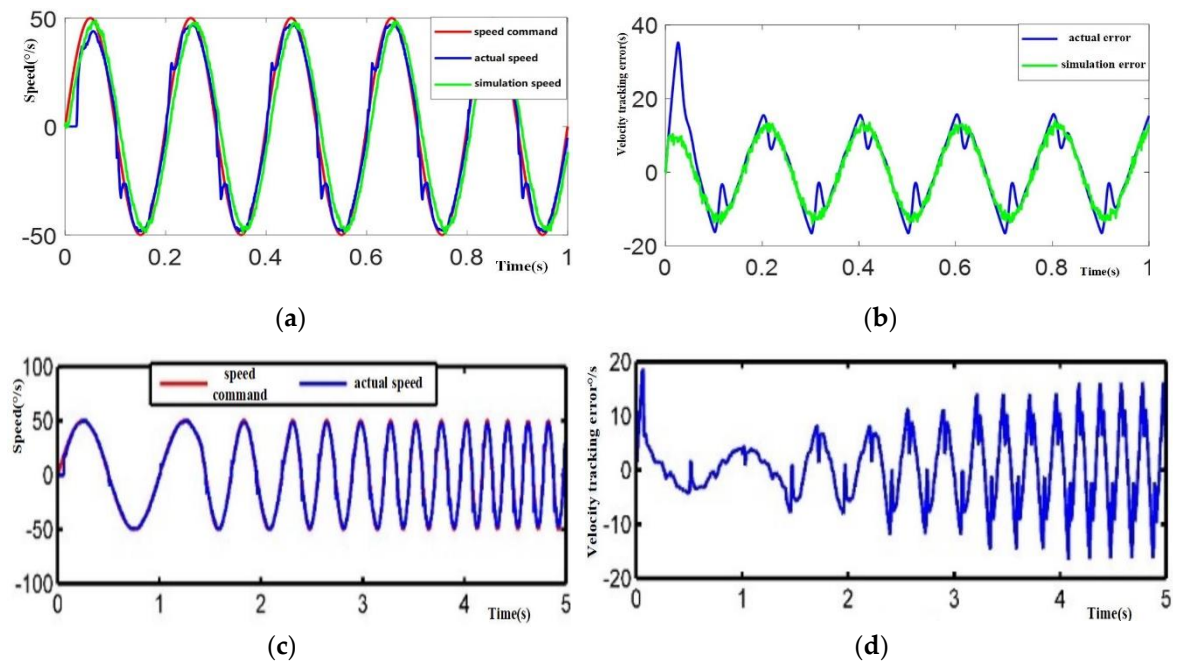 50
0
-50
Speed(°/s)
speed command
actual speed
simulation speed
0 0.2 0.4 0.6 0.8 1
Time(s)
(a)
40
20
0
-20
Velocity tracking error(s)
actual error
simulation error
0 0.2 0.4 0.6 0.8 1
Time(s)
(b)
100
50
0
-50
-100
Speed(°/s)
speed
command
actual speed
0 1 2 3 4 5
Time(s)
(c)
20
10
0
-10
-20
Velocity tracking error°/s
0 1 2 3 4 5
Time(s)
(d)